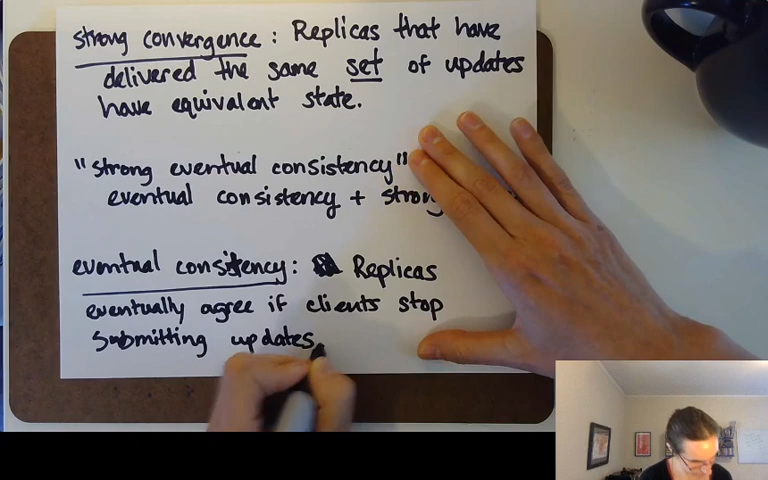 strong convergence: Replicas that have
delivered the same set of updates
have equivalent state.
"strong eventual consistency"
eventual consistency + strong
eventual consistency: Replicas
eventually agree if clients stop
submitting updates.